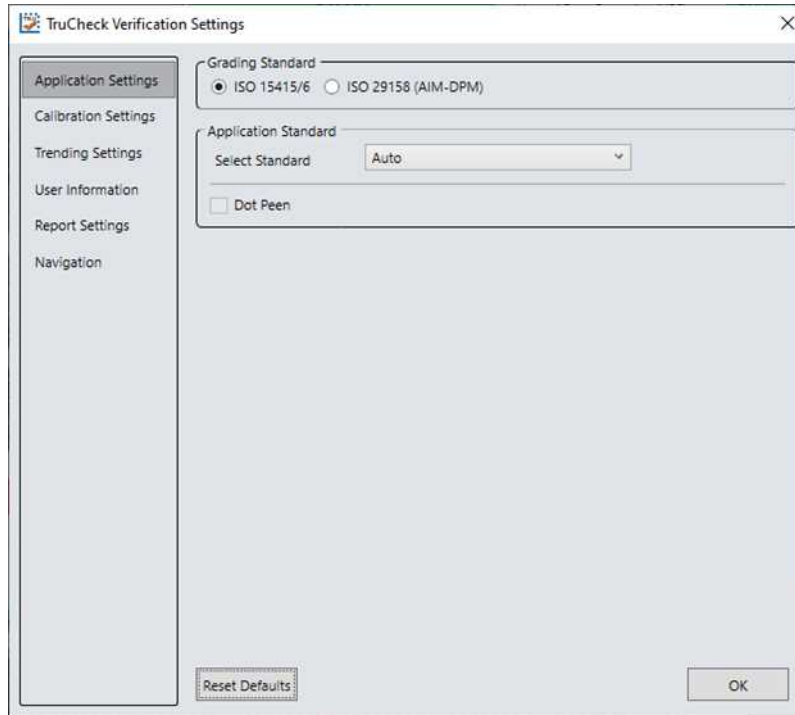 TruCheck Verification Settings
Application Settings
Calibration Settings
Trending Settings
User Information
Report Settings
Navigation
Grading Standard
ISO 15415/6 ISO 29158 (AIM-DPM)
Application Standard
Select Standard Auto
Dot Peen
Reset Defaults OK